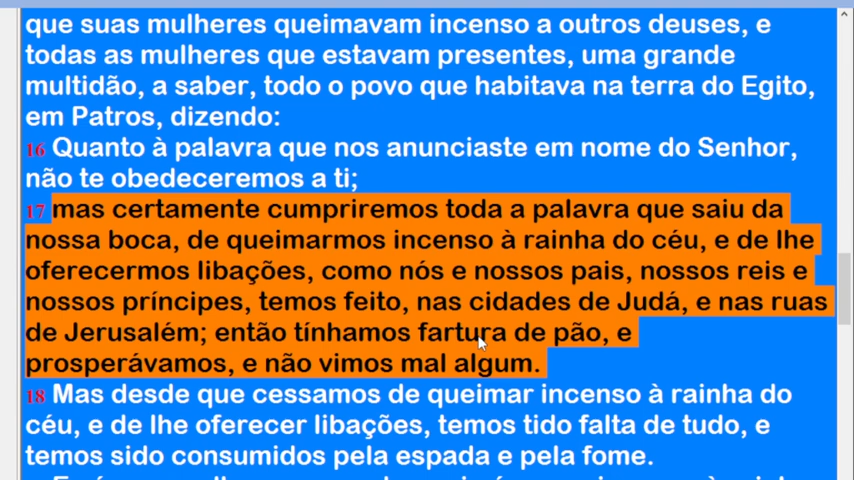 que suas mulheres queimavam incenso a outros deuses, e
todas as mulheres que estavam presentes, uma grande
multidão, a saber, todo o povo que habitava na terra do Egito,
em Patros, dizendo:
16 Quanto à palavra que nos anunciaste em nome do Senhor,
não te obedeceremos a ti;
17 mas certamente cumpriremos toda a palavra que saiu da
nossa boca, de queimarmos incenso à rainha do céu, e de lhe
oferecermos libações, como nós e nossos pais, nossos reis e
nossos príncipes, temos feito, nas cidades de Judá, e nas ruas
de Jerusalém; então tínhamos fartura de pão, e
prosperávamos, e não vimos mal algum.
18 Mas desde que cessamos de queimar incenso à rainha do
céu, e de lhe oferecer libações, temos tido falta de tudo, e
temos sido consumidos pela espada e pela fome.